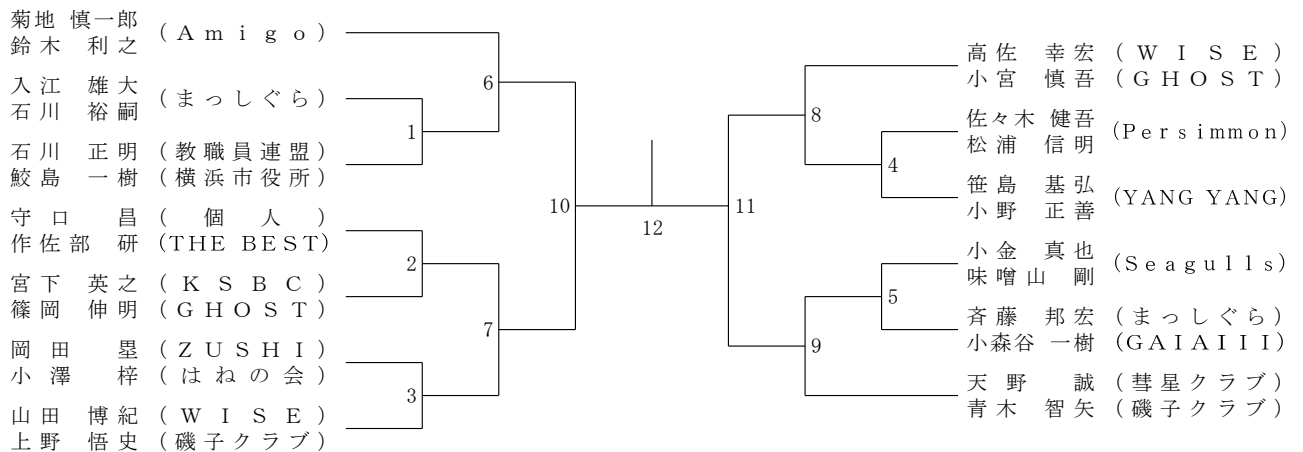 菊地 慎一郎 (Amigo)
鈴木 利之
入江 雄大 (まっしぐら)
石川 裕嗣
石川 正明 (教職員連盟)
鮫島 一樹 (横浜市役所)
守口 昌 (個人)
作佐部 研 (THE BEST)
宮下 英之 (KSBC)
篠岡 伸明 (GHOST)
岡田 塁 (ZUSHI)
小澤 梓 (はねの会)
山田 博紀 (WISE)
上野 悟史 (磯子クラブ)
6
1
2
7
3
10
12
11
8
4
5
9
高佐 幸宏 (WISE)
小宮 慎吾 (GHOST)
佐々木 健吾 (Persimmon)
松浦 信明
笹島 基弘 (YANG YANG)
小野 正善
小金 真也 (Seagulls)
味噌山 剛
斉藤 邦宏 (まっしぐら)
小森谷 一樹 (GAIAIII)
天野 誠 (彗星クラブ)
青木 智矢 (磯子クラブ)